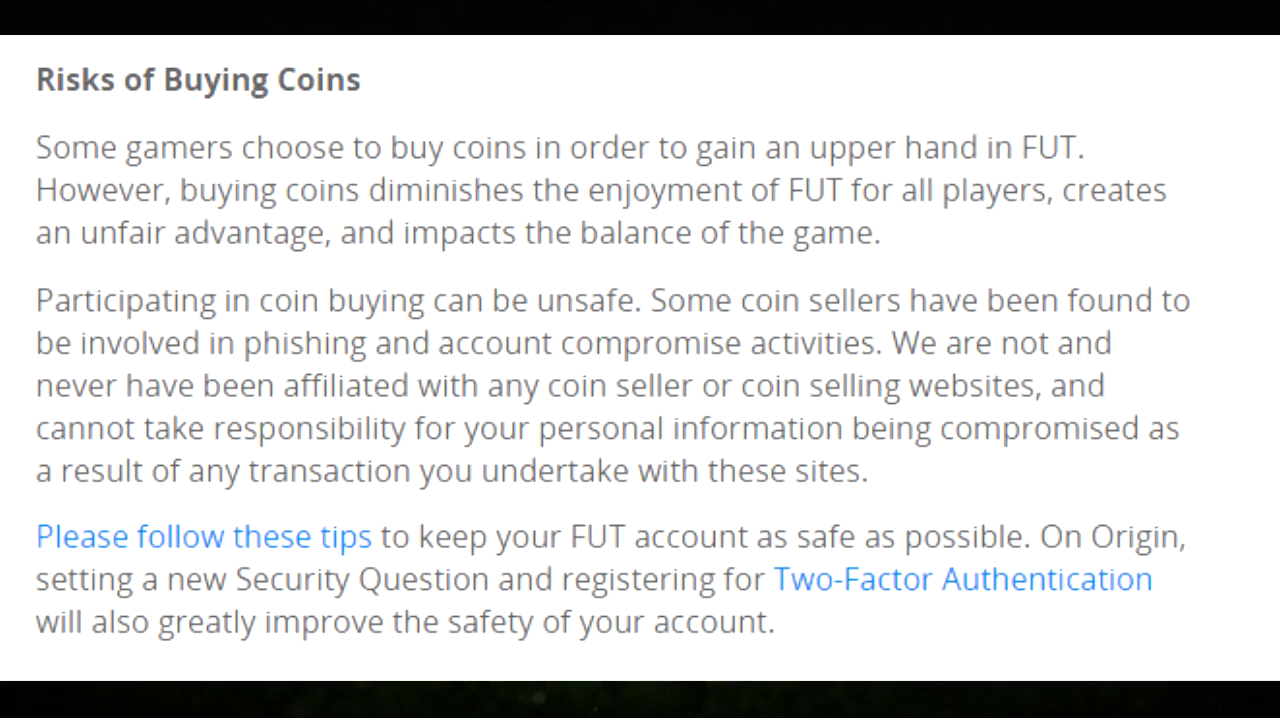 Risks of Buying Coins
Some gamers choose to buy coins in order to gain an upper hand in FUT.
However, buying coins diminishes the enjoyment of FUT for all players, creates
an unfair advantage, and impacts the balance of the game.
Participating in coin buying can be unsafe. Some coin sellers have been found to
be involved in phishing and account compromise activities. We are not and
never have been affiliated with any coin seller or coin selling websites, and
cannot take responsibility for your personal information being compromised as
a result of any transaction you undertake with these sites.
Please follow these tips to keep your FUT account as safe as possible. On Origin,
setting a new Security Question and registering for Two-Factor Authentication
will also greatly improve the safety of your account.